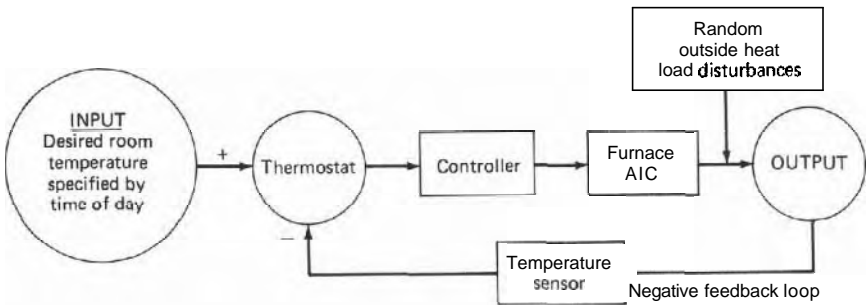 Random
outside heat
load disturbances
INPUT
Desired room
temperature
specified by
time of day
+
Thermostat
Controller
Furnace
AIC
OUTPUT
−
Temperature
sensor
Negative feedback loop